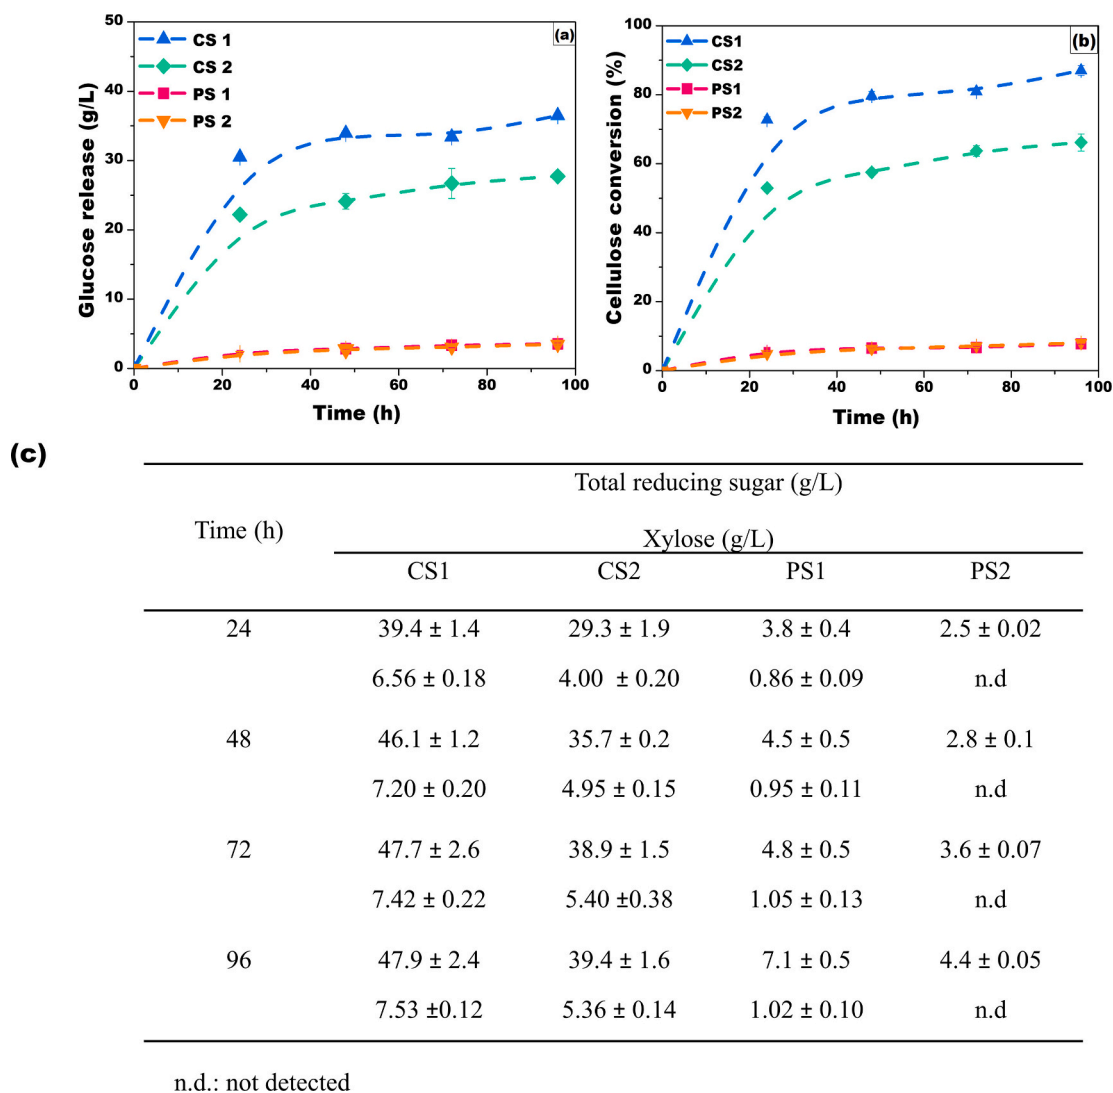 (a)
CS 1
CS 2
PS 1
PS 2
50
40
30
20
10
0
Glucose release (g/L)
0 20 40 60 80 100
Time (h)
(b)
CS1
CS2
PS1
PS2
100
80
60
40
20
0
Cellulose conversion (%)
0 20 40 60 80 100
Time (h)
(c)
Total reducing sugar (g/L)
Time (h)
Xylose (g/L)
CS1 CS2 PS1 PS2
24 39.4 ± 1.4 29.3 ± 1.9 3.8 ± 0.4 2.5 ± 0.02
6.56 ± 0.18 4.00 ± 0.20 0.86 ± 0.09 n.d
48 46.1 ± 1.2 35.7 ± 0.2 4.5 ± 0.5 2.8 ± 0.1
7.20 ± 0.20 4.95 ± 0.15 0.95 ± 0.11 n.d
72 47.7 ± 2.6 38.9 ± 1.5 4.8 ± 0.5 3.6 ± 0.07
7.42 ± 0.22 5.40 ±0.38 1.05 ± 0.13 n.d
96 47.9 ± 2.4 39.4 ± 1.6 7.1 ± 0.5 4.4 ± 0.05
7.53 ±0.12 5.36 ± 0.14 1.02 ± 0.10 n.d
n.d.: not detected